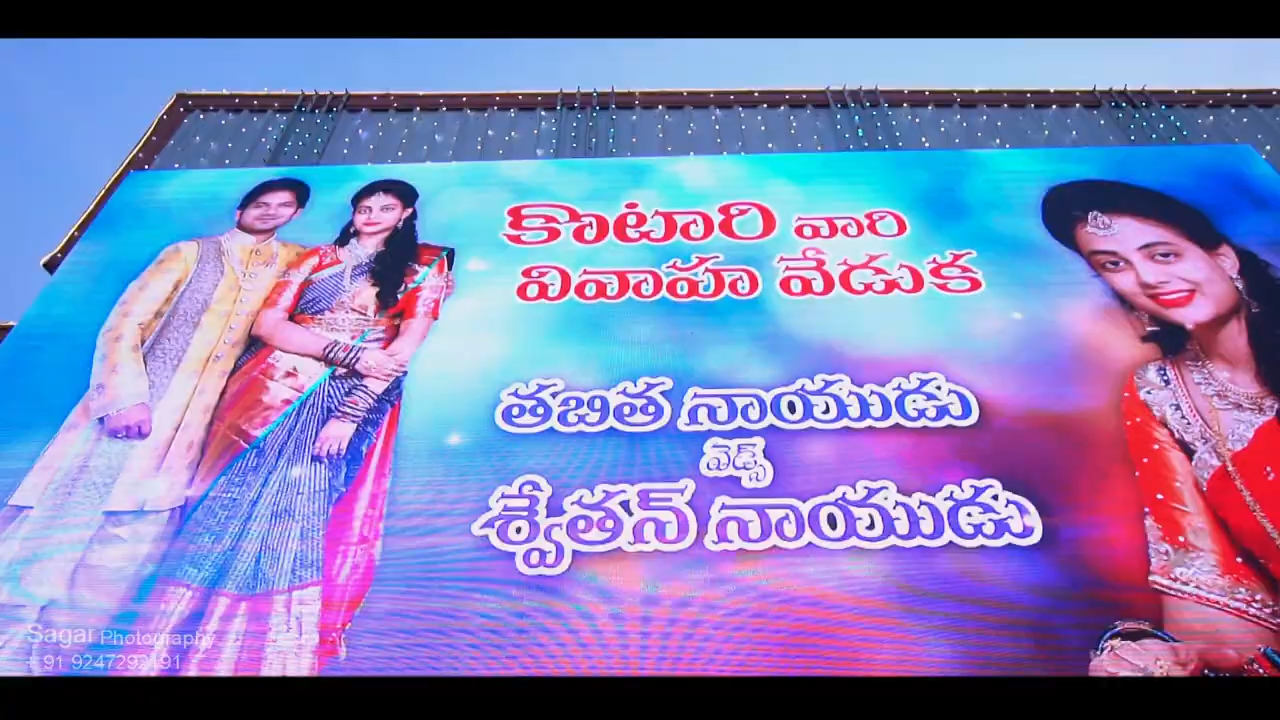 కొటారి వారి
వివాహ వేడుక
తబిత నాయుడు
వెడ్స్
శ్వేతన్ నాయుడు
Sagar Photography
+ 91 9247292191